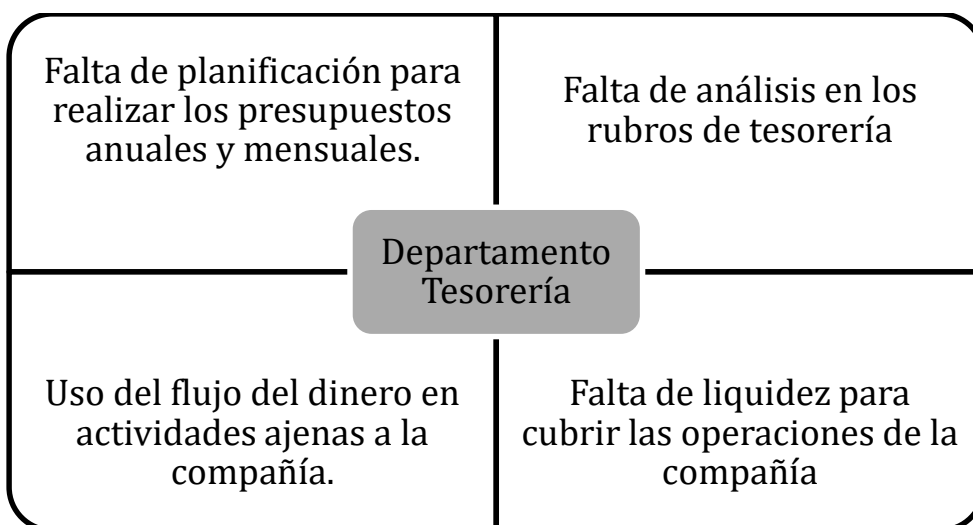 Falta de planificación para
realizar los presupuestos
anuales y mensuales.
Falta de análisis en los
rubros de tesorería
Departamento
Tesorería
Uso del flujo del dinero en
actividades ajenas a la
compañía.
Falta de liquidez para
cubrir las operaciones de la
compañía